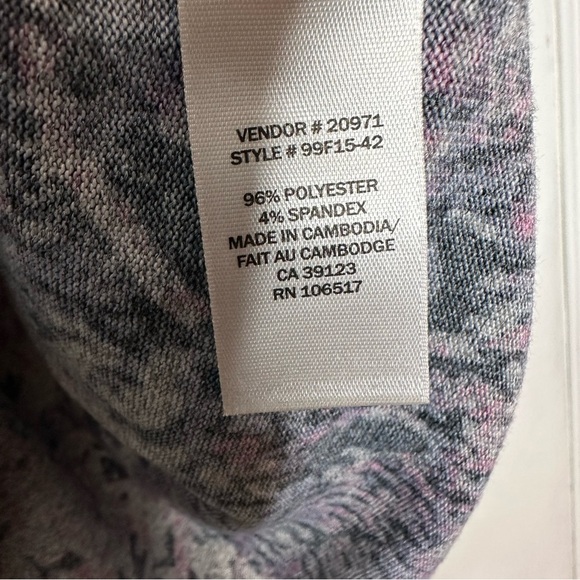 VENDOR # 20971
STYLE # 99F15-42
96% POLYESTER
4% SPANDEX
MADE IN CAMBODIA/
FAIT AU CAMBODGE
CA 39123
RN 106517